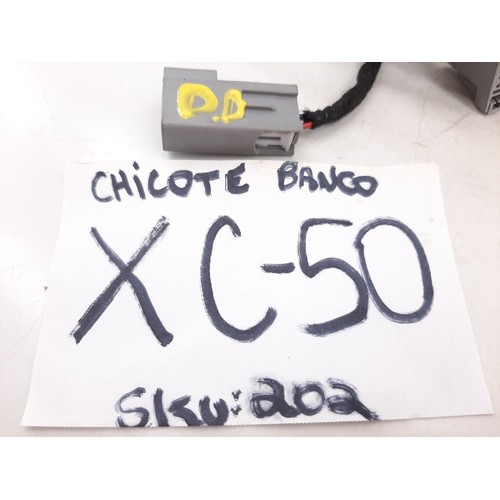 D.D
CHICOTE BANCO
XC-50
SKU: 202